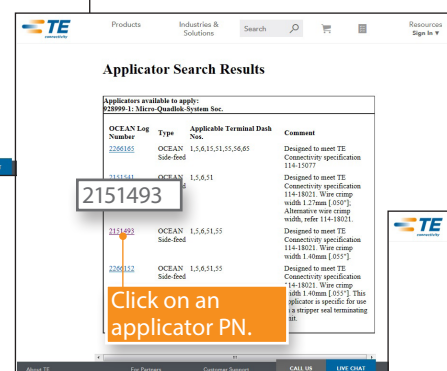 TE
connectivity
Products
Industries &
Solutions
Search
Resources
Sign In ▼
Applicator Search Results
Applicators available to apply:
928999-1: Micro-Quadlok-System Soc.
OCEAN Log Number Type Applicable Terminal Dash Nos. Comment
2266165 OCEAN Side-feed 1,5,6,15,51,55,56,65 Designed to meet TE
Connectivity specification
114-15077
2151541 1,5,6,51 Designed to meet TE
Connectivity specification
114-18021. Wire crimp
width 1.27mm [.050"].
Alternative wire crimp
width, refer 114-18021.
2151493
2151493 OCEAN Side-feed 1,5,6,51,55 Designed to meet TE
Connectivity specification
114-18021. Wire crimp
width 1.40mm [.055"].
2266152 OCEAN Side-feed 1,5,6,51,55 Designed to meet TE
Connectivity specification
114-18021. Wire crimp
width 1.40mm [.055"]. This
applicator is specific for use
a stripper seal terminating
unit.
Click on an
applicator PN.
About TE
For Partners
Customer Support
CALL US
LIVE CHAT
TE
connectivity